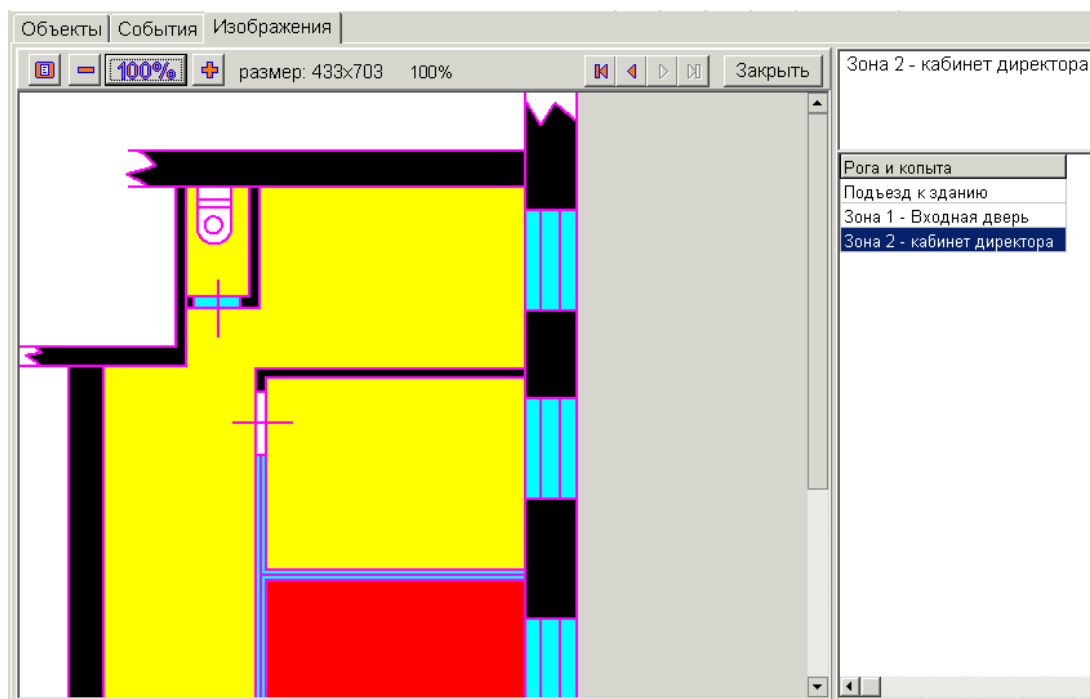 Объекты События Изображения
100% размер: 433x703 100% Закрыть
Зона 2 - кабинет директора
Рога и копыта
Подъезд к зданию
Зона 1 - Входная дверь
Зона 2 - кабинет директора